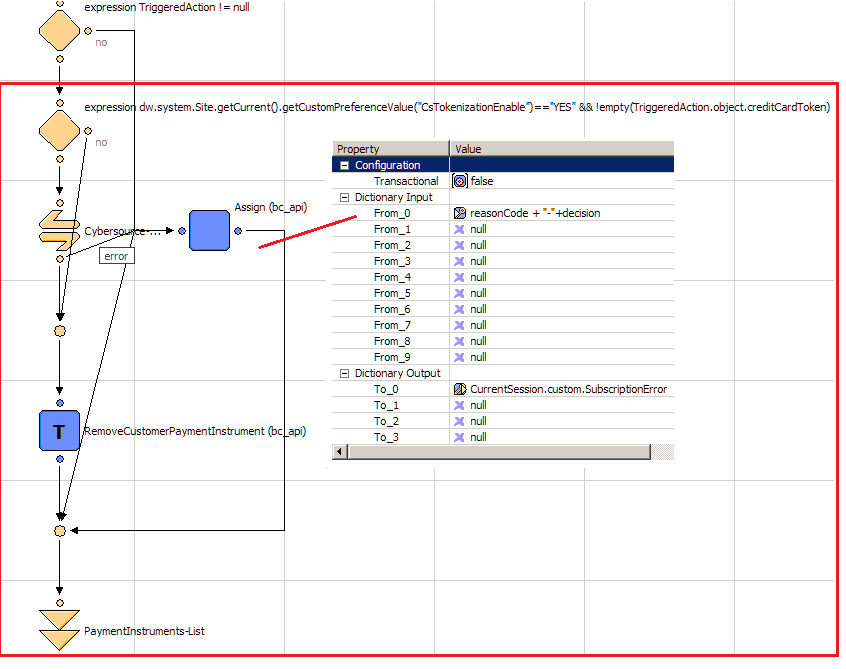 expression TriggeredAction != null
no
expression dw.system.Site.getCurrent().getCustomPreferenceValue("CsTokenizationEnable")=="YES" && !empty(TriggeredAction.object.creditCardToken)
no
Property Value
Configuration
Transactional false
Dictionary Input
Assign (bc_api)
From_0 reasonCode + "-"+decision
Cybersource-...
From_1 null
From_2 null
error
From_3 null
From_4 null
From_5 null
From_6 null
From_7 null
From_8 null
From_9 null
Dictionary Output
To_0 CurrentSession.custom.SubscriptionError
To_1 null
To_2 null
To_3 null
T
RemoveCustomerPaymentInstrument (bc_api)
PaymentInstruments-List